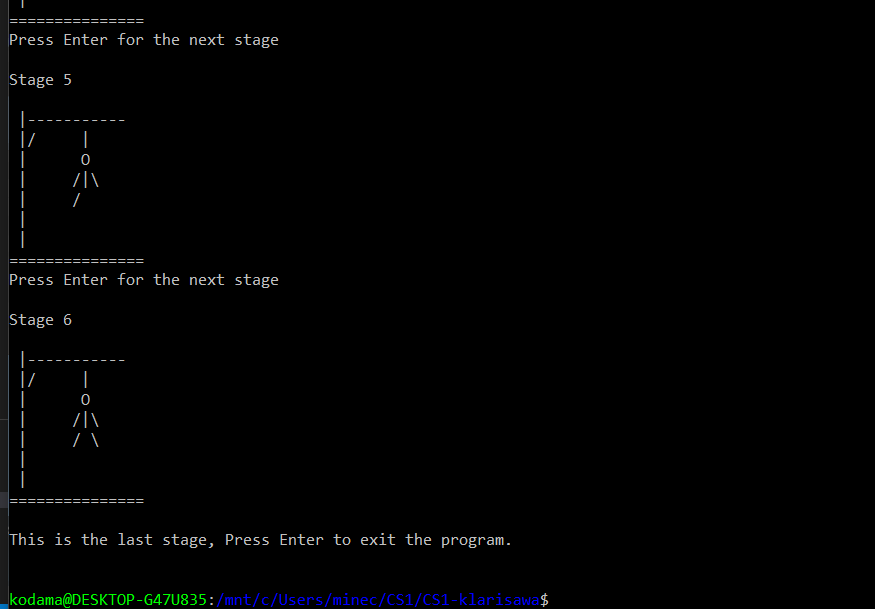 |
===============
Press Enter for the next stage

Stage 5

 |-----------
 |/     |
 |      O
 |     /|\
 |     /
 |
 |
===============
Press Enter for the next stage

Stage 6

 |-----------
 |/     |
 |      O
 |     /|\
 |     / \
 |
 |
===============

This is the last stage, Press Enter to exit the program.


kodama@DESKTOP-G47U835:/mnt/c/Users/minec/CS1/CS1-klarisawa$